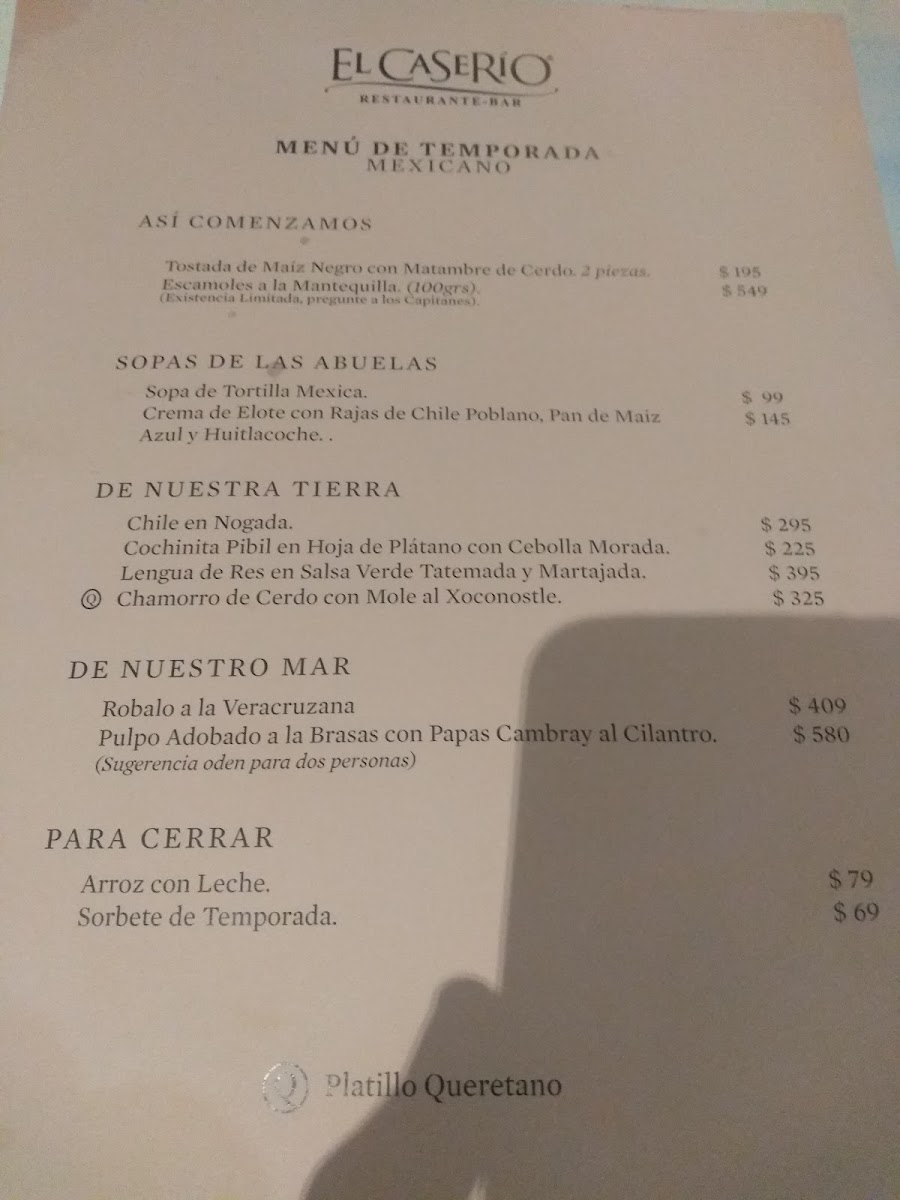 EL CASERÍO
RESTAURANTE-BAR
MENÚ DE TEMPORADA
MEXICANO
ASÍ COMENZAMOS
Tostada de Maíz Negro con Matambre de Cerdo. 2 piezas. $ 195
Escamoles a la Mantequilla. (100grs). $ 549
(Existencia Limitada, pregunte a los Capitanes).
SOPAS DE LAS ABUELAS
Sopa de Tortilla Mexica. $ 99
Crema de Elote con Rajas de Chile Poblano, Pan de Maiz $ 145
Azul y Huitlacoche. .
DE NUESTRA TIERRA
Chile en Nogada. $ 295
Cochinita Pibil en Hoja de Plátano con Cebolla Morada. $ 225
Lengua de Res en Salsa Verde Tatemada y Martajada. $ 395
Q Chamorro de Cerdo con Mole al Xoconostle. $ 325
DE NUESTRO MAR
Robalo a la Veracruzana $ 409
Pulpo Adobado a la Brasas con Papas Cambray al Cilantro. $ 580
(Sugerencia oden para dos personas)
PARA CERRAR
Arroz con Leche. $ 79
Sorbete de Temporada. $ 69
Q Platillo Queretano